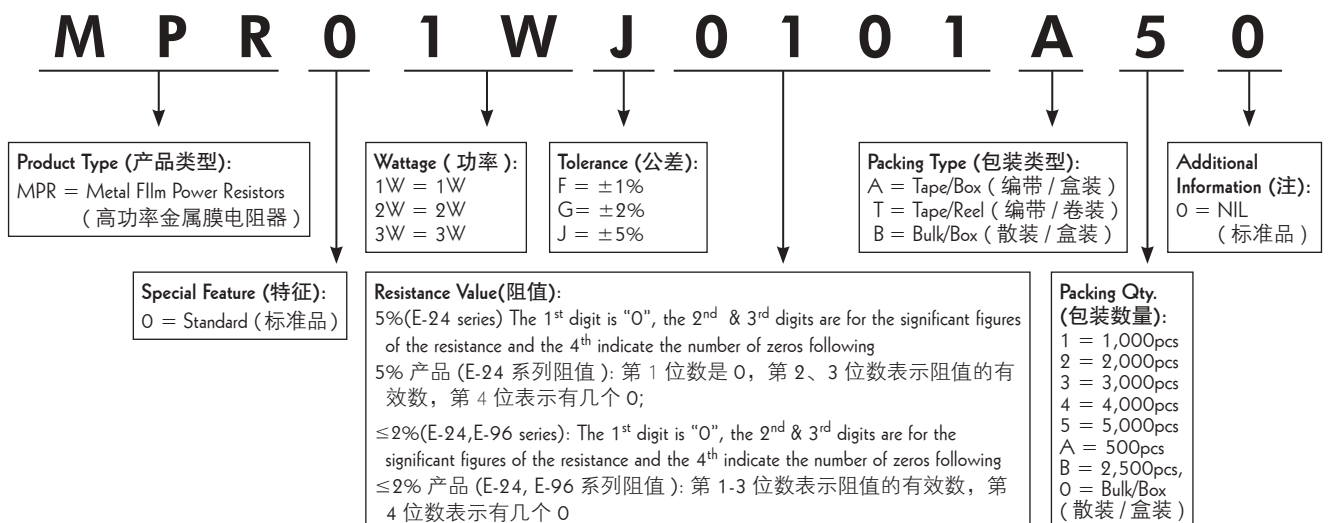 M P R 0 1 W J 0 1 0 1 A 5 0
Product Type (产品类型):
MPR = Metal FIlm Power Resistors
( 高功率金属膜电阻器 )
Wattage ( 功率 ):
1W = 1W
2W = 2W
3W = 3W
Tolerance (公差):
F = ±1%
G= ±2%
J = ±5%
Packing Type (包装类型):
A = Tape/Box ( 编带 / 盒装 )
T = Tape/Reel ( 编带 / 卷装 )
B = Bulk/Box ( 散装 / 盒装 )
Additional
Information (注):
0 = NIL
( 标准品 )
Special Feature (特征):
0 = Standard ( 标准品 )
Resistance Value(阻值):
5%(E-24 series) The 1st digit is “0”, the 2nd & 3rd digits are for the significant figures
of the resistance and the 4th indicate the number of zeros following
5% 产品 (E-24 系列阻值 ): 第 1 位数是 0，第 2、3 位数表示阻值的有
效数，第 4 位表示有几个 0;
≤2%(E-24,E-96 series): The 1st digit is “0”, the 2nd & 3rd digits are for the
significant figures of the resistance and the 4th indicate the number of zeros following
≤2% 产品 (E-24, E-96 系列阻值 ): 第 1-3 位数表示阻值的有效数，第
4 位数表示有几个 0
Packing Qty.
(包装数量):
1 = 1,000pcs
2 = 2,000pcs
3 = 3,000pcs
4 = 4,000pcs
5 = 5,000pcs
A = 500pcs
B = 2,500pcs,
0 = Bulk/Box
( 散装 / 盒装 )